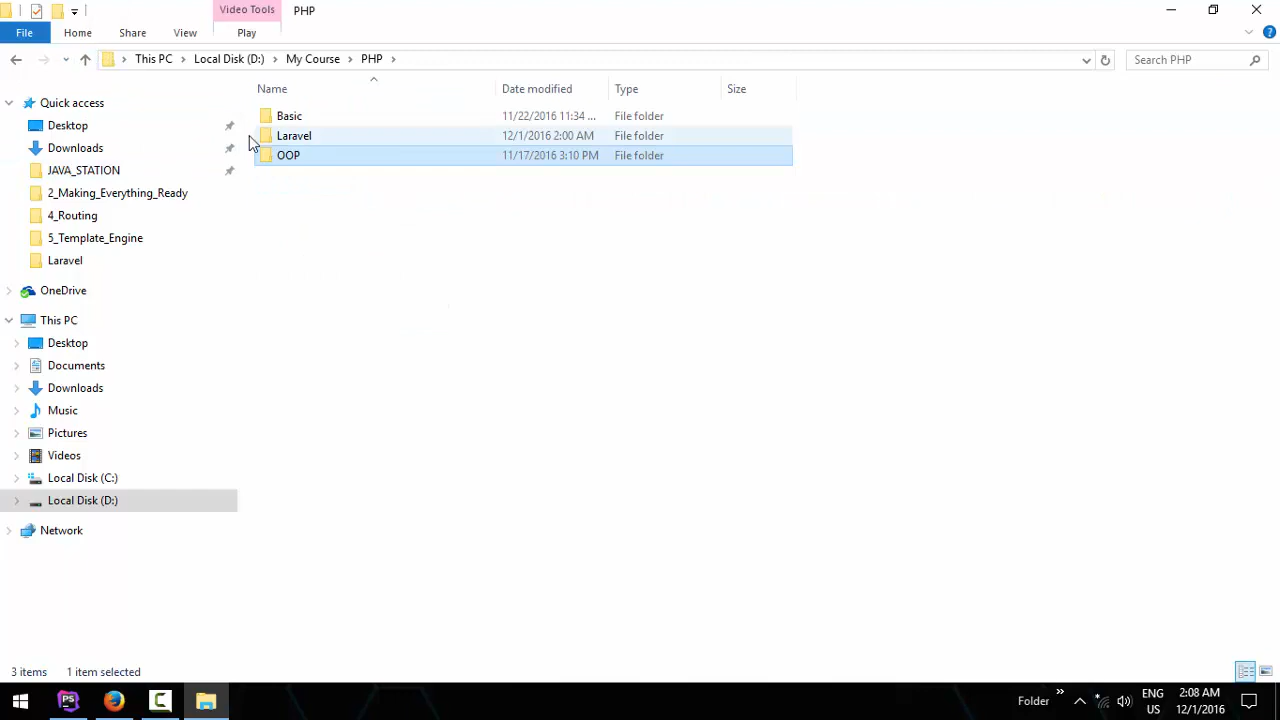 Video Tools
PHP
File
Home
Share
View
Play
This PC
Local Disk (D:)
My Course
PHP
Search PHP
Name
Date modified
Type
Size
Quick access
Desktop
Downloads
JAVA_STATION
2_Making_Everything_Ready
4_Routing
5_Template_Engine
Laravel
OneDrive
This PC
Desktop
Documents
Downloads
Music
Pictures
Videos
Local Disk (C:)
Local Disk (D:)
Network
Basic 11/22/2016 11:34 ... File folder
Laravel 12/1/2016 2:00 AM File folder
OOP 11/17/2016 3:10 PM File folder
3 items 1 item selected
PS
C
Folder
ENG
US
2:08 AM
12/1/2016